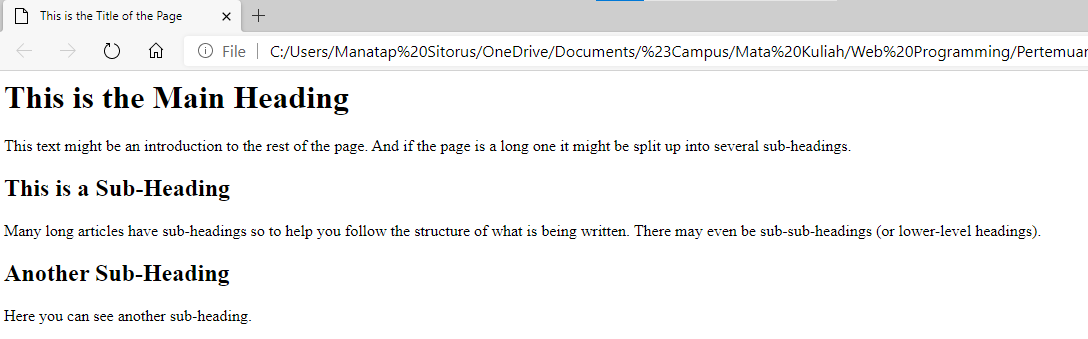 This is the Title of the Page
File C:/Users/Manatap%20Sitorus/OneDrive/Documents/%23Campus/Mata%20Kuliah/Web%20Programming/Pertemuan
This is the Main Heading
This text might be an introduction to the rest of the page. And if the page is a long one it might be split up into several sub-headings.
This is a Sub-Heading
Many long articles have sub-headings so to help you follow the structure of what is being written. There may even be sub-sub-headings (or lower-level headings).
Another Sub-Heading
Here you can see another sub-heading.